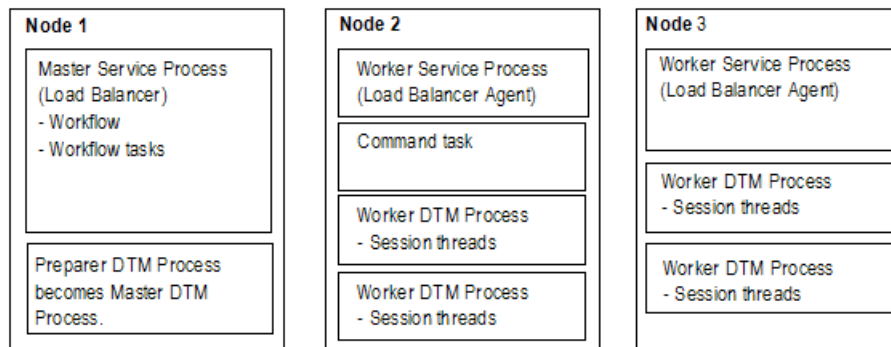 Node 1
Master Service Process
(Load Balancer)
- Workflow
- Workflow tasks
Preparer DTM Process
becomes Master DTM
Process.
Node 2
Worker Service Process
(Load Balancer Agent)
Command task
Worker DTM Process
- Session threads
Worker DTM Process
- Session threads
Node 3
Worker Service Process
(Load Balancer Agent)
Worker DTM Process
- Session threads
Worker DTM Process
- Session threads